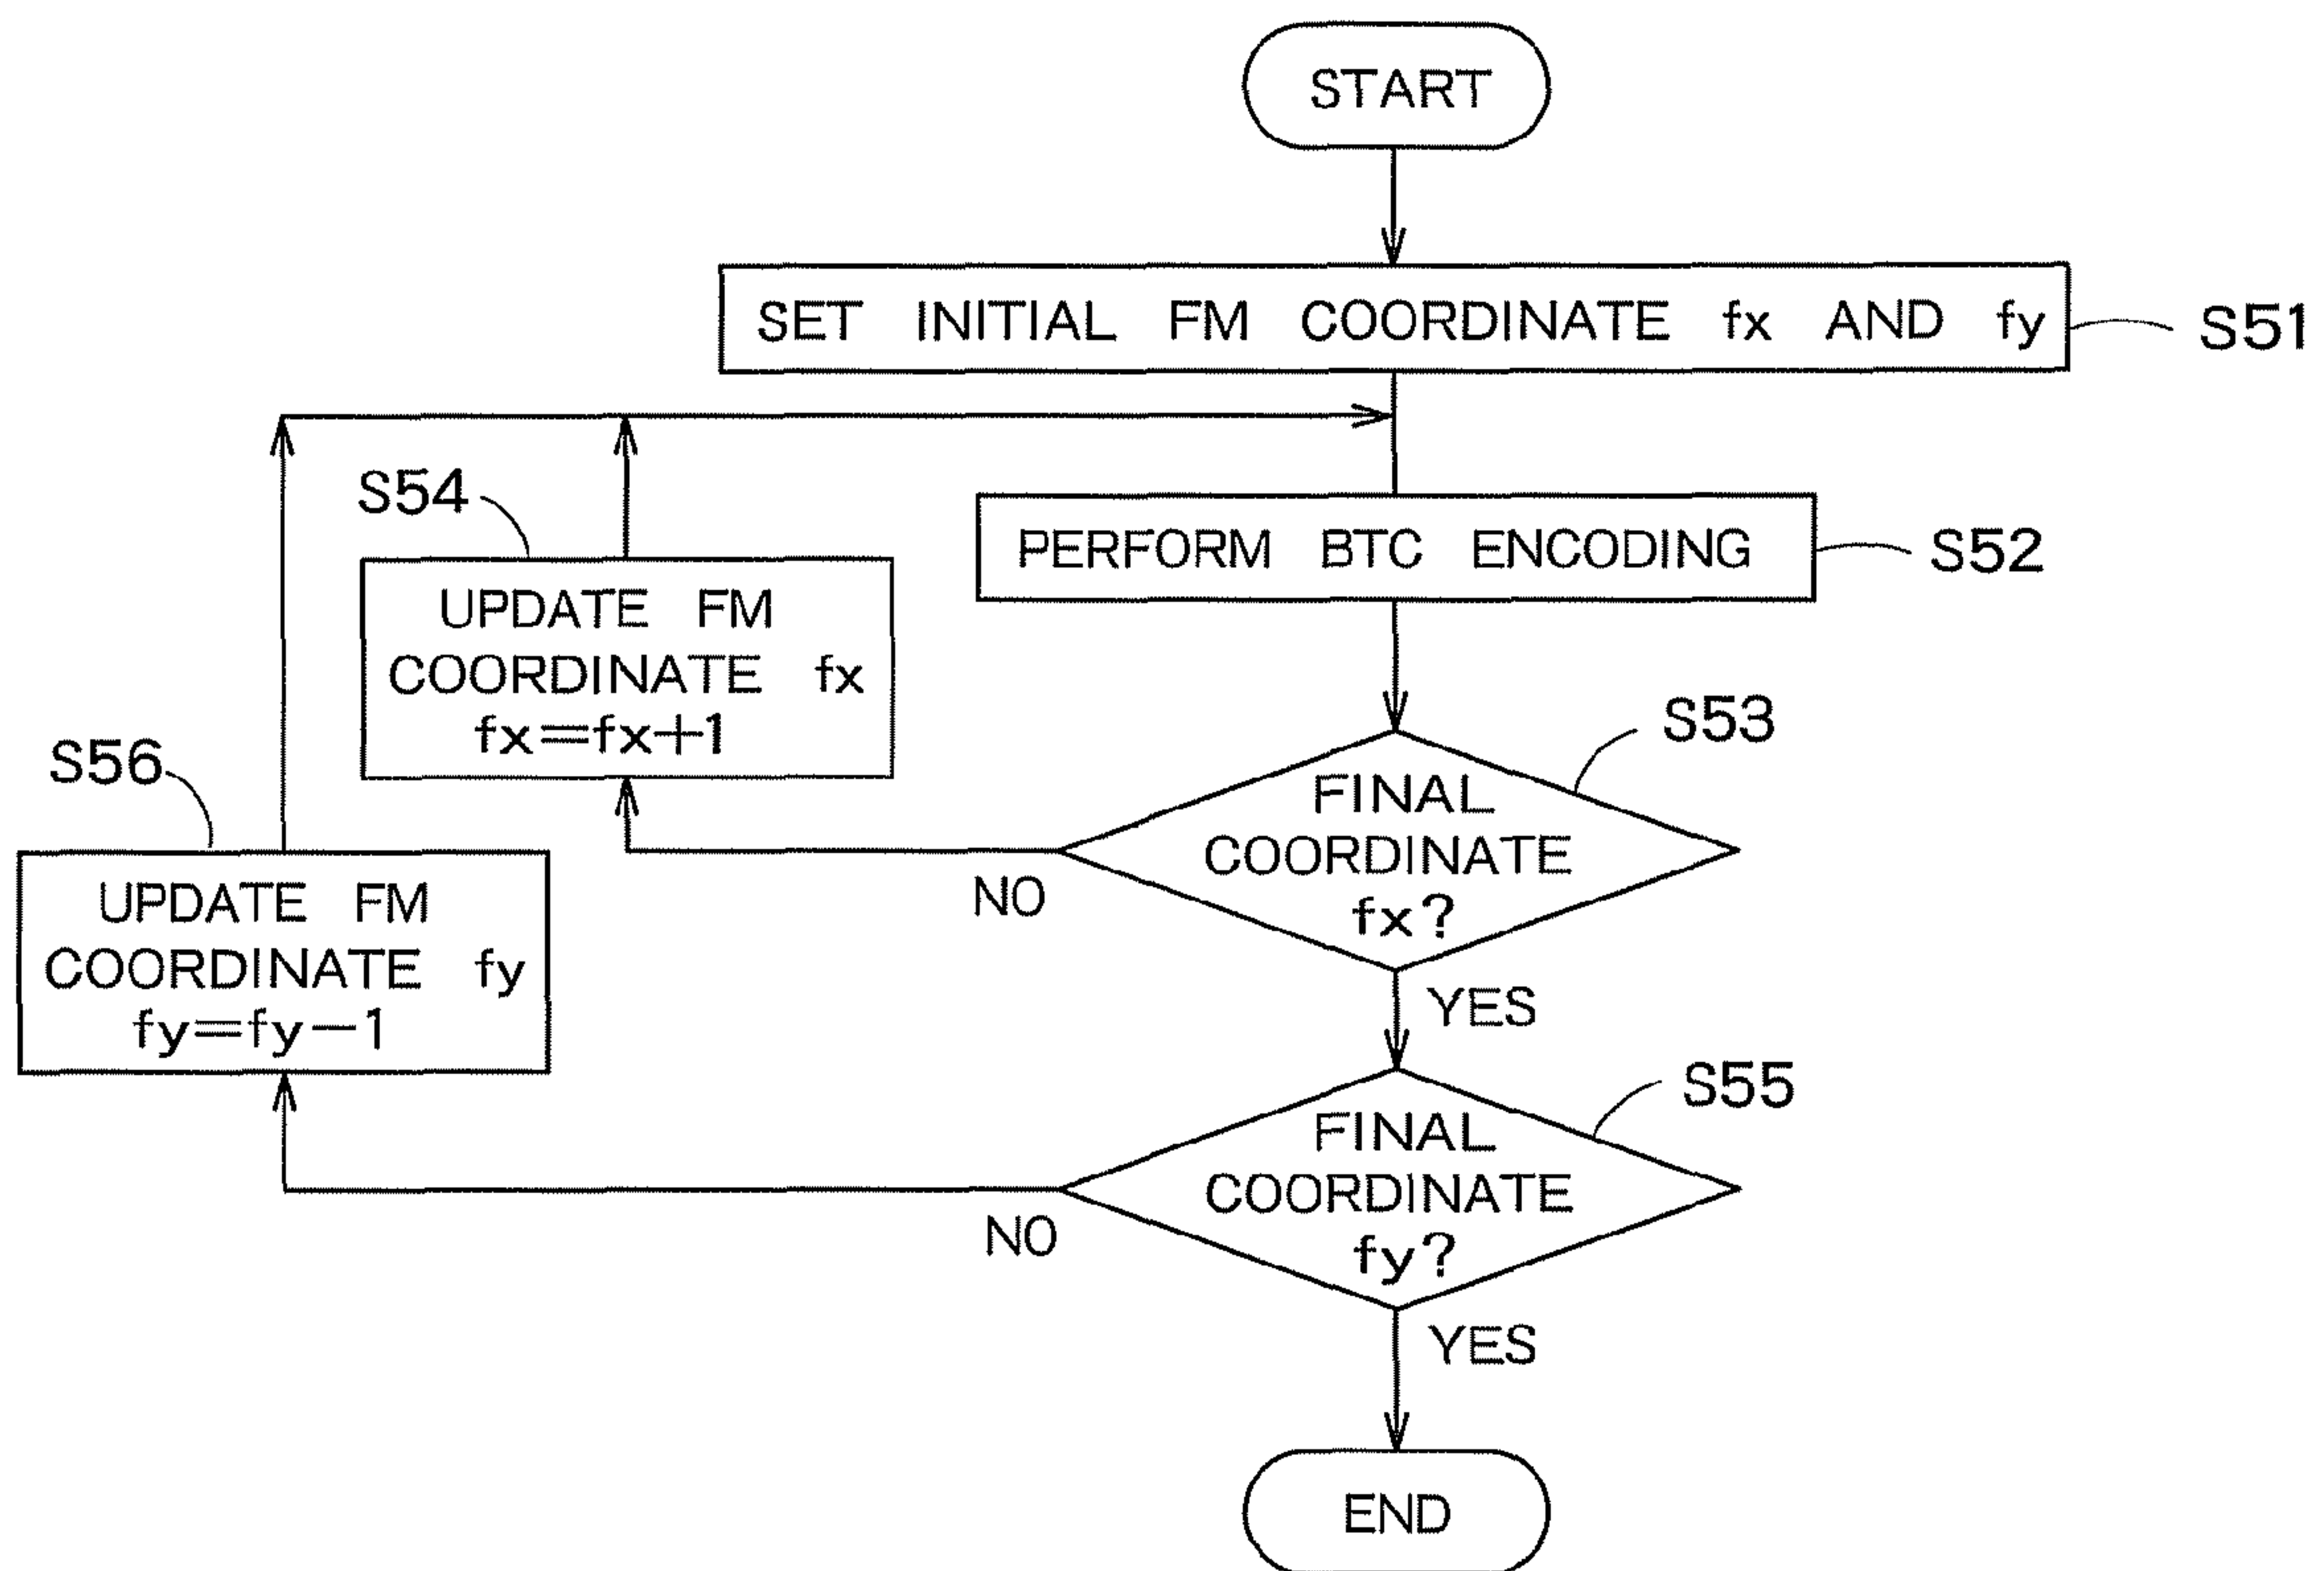 START
SET INITIAL FM COORDINATE fx AND fy
S51
PERFORM BTC ENCODING
S52
S54
UPDATE FM
COORDINATE fx
fx=fx+1
S53
FINAL
COORDINATE
fx?
NO
YES
S56
UPDATE FM
COORDINATE fy
fy=fy-1
S55
FINAL
COORDINATE
fy?
NO
YES
END